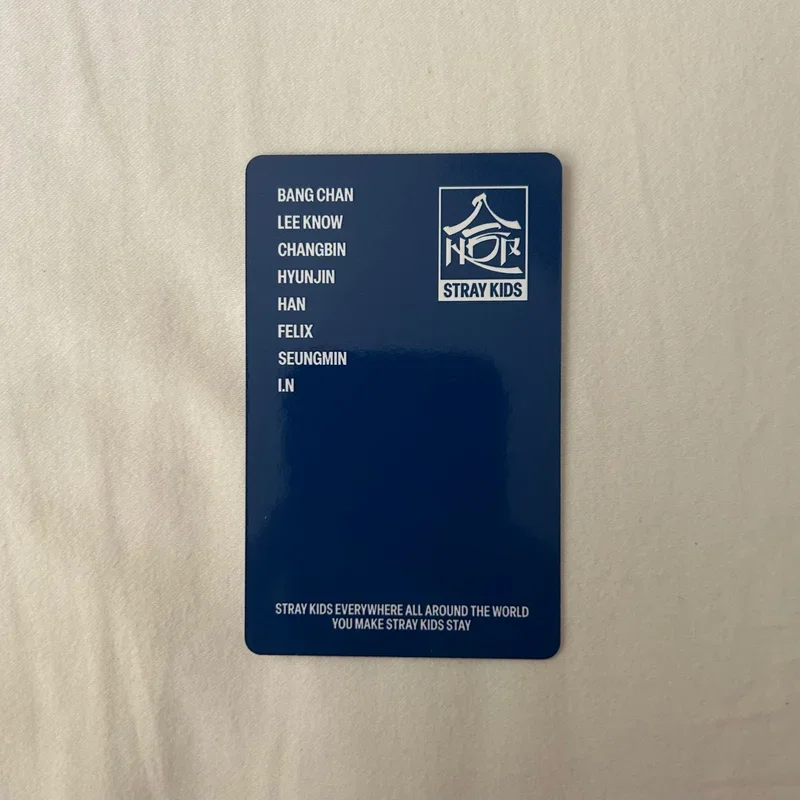 BANG CHAN
LEE KNOW
CHANGBIN
HYUNJIN
HAN
FELIX
SEUNGMIN
I.N
STRAY KIDS
STRAY KIDS EVERYWHERE ALL AROUND THE WORLD
YOU MAKE STRAY KIDS STAY